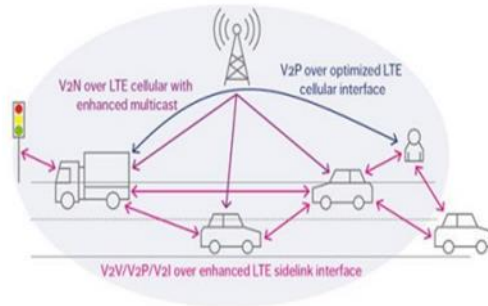 V2N over LTE cellular with
enhanced multicast
V2P over optimized LTE
cellular interface
V2V/V2P/V2I over enhanced LTE sidelink interface